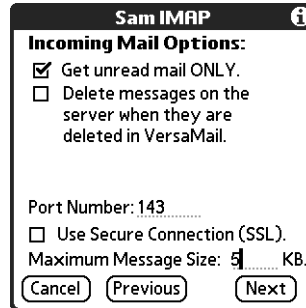 Sam IMAP
Incoming Mail Options:
Get unread mail ONLY.
Delete messages on the
server when they are
deleted in VersaMail.
Port Number: 143
Use Secure Connection (SSL).
Maximum Message Size: 5 KB.
Cancel Previous Next